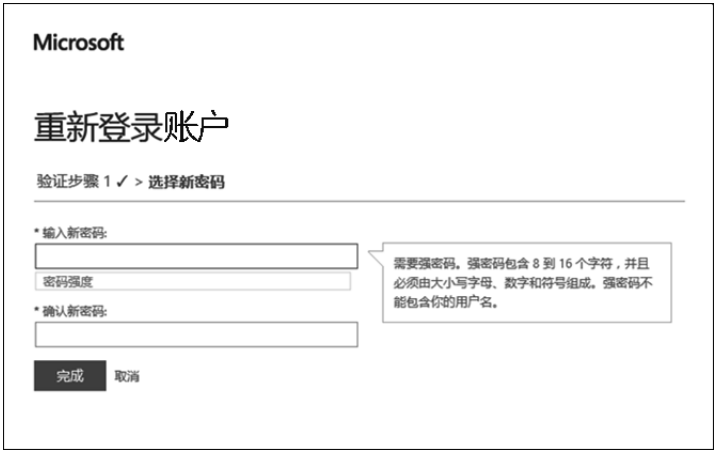 Microsoft
重新登录账户
验证步骤 1 ✓ > 选择新密码
* 输入新密码:
需要强密码。强密码包含 8 到 16 个字符，并且
必须由大小写字母、数字和符号组成。强密码不
能包含你的用户名。
密码强度
* 确认新密码:
完成 取消